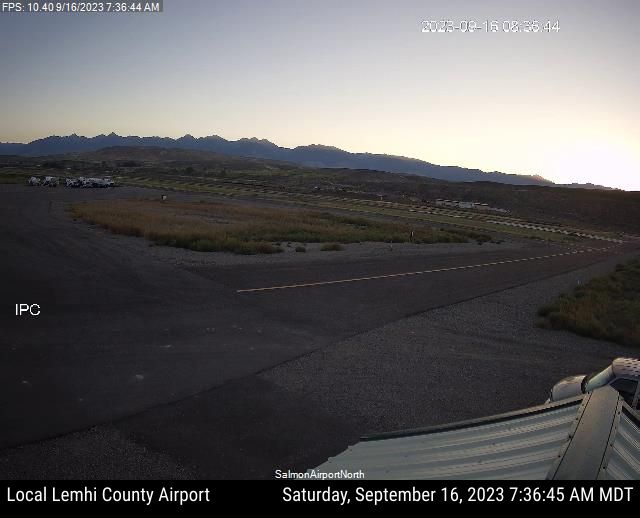 FPS: 10.40 9/16/2023 7:36:44 AM
2023-09-16 08:36:44
IPC
SalmonAirportNorth
Local Lemhi County Airport Saturday, September 16, 2023 7:36:45 AM MDT